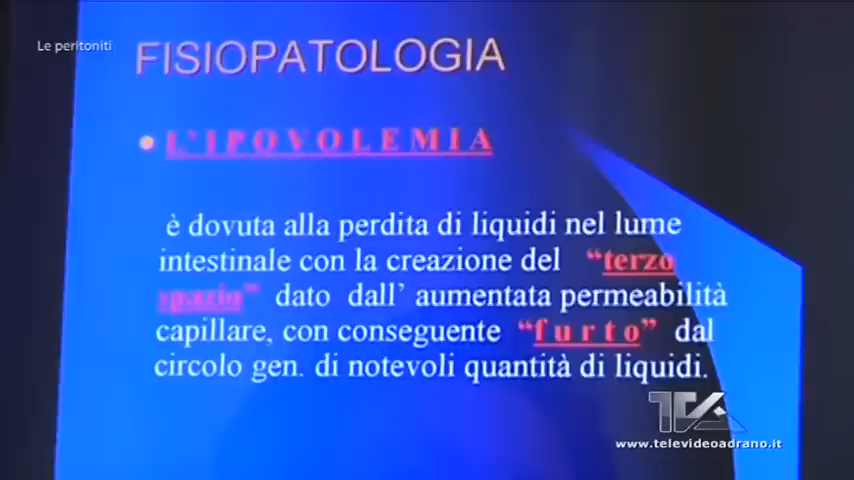 Le peritoniti
FISIOPATOLOGIA
• L'IPOVOLEMIA
è dovuta alla perdita di liquidi nel lume
intestinale con la creazione del “terzo
spazio” dato dall’ aumentata permeabilità
capillare, con conseguente “furto” dal
circolo gen. di notevoli quantità di liquidi.
TVA
www.televideoadrano.it